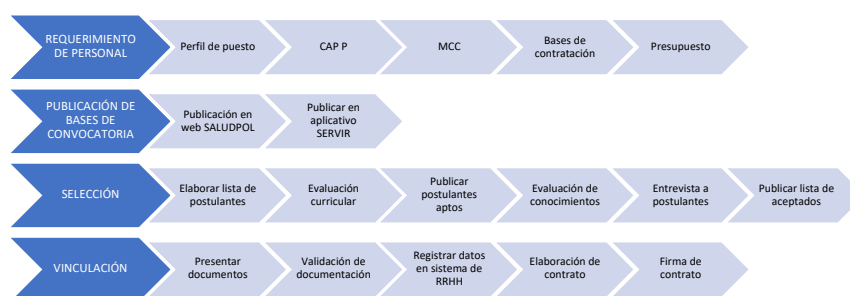 REQUERIMIENTO
DE PERSONAL
Perfil de puesto
CAP P
MCC
Bases de
contratación
Presupuesto
PUBLICACIÓN DE
BASES DE
CONVOCATORIA
Publicación en
web SALUDPOL
Publicar en
aplicativo
SERVIR
SELECCIÓN
Elaborar lista de
postulantes
Evaluación
curricular
Publicar
postulantes
aptos
Evaluación de
conocimientos
Entrevista a
postulantes
Publicar lista de
aceptados
VINCULACIÓN
Presentar
documentos
Validación de
documentación
Registrar datos
en sistema de
RRHH
Elaboración de
contrato
Firma de
contrato